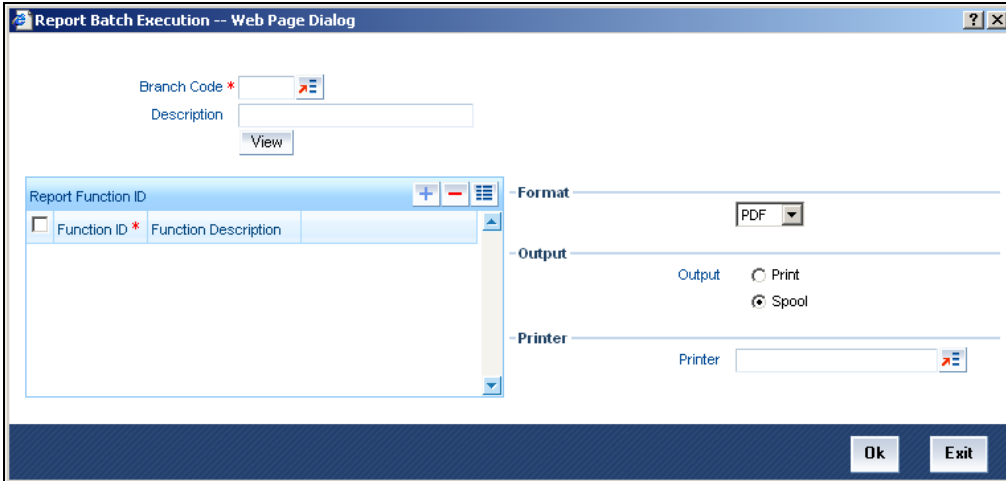 Report Batch Execution -- Web Page Dialog
Branch Code *
Description
View
Report Function ID
Function ID * Function Description
Format
PDF
Output
Output Print
Spool
Printer
Printer
Ok Exit